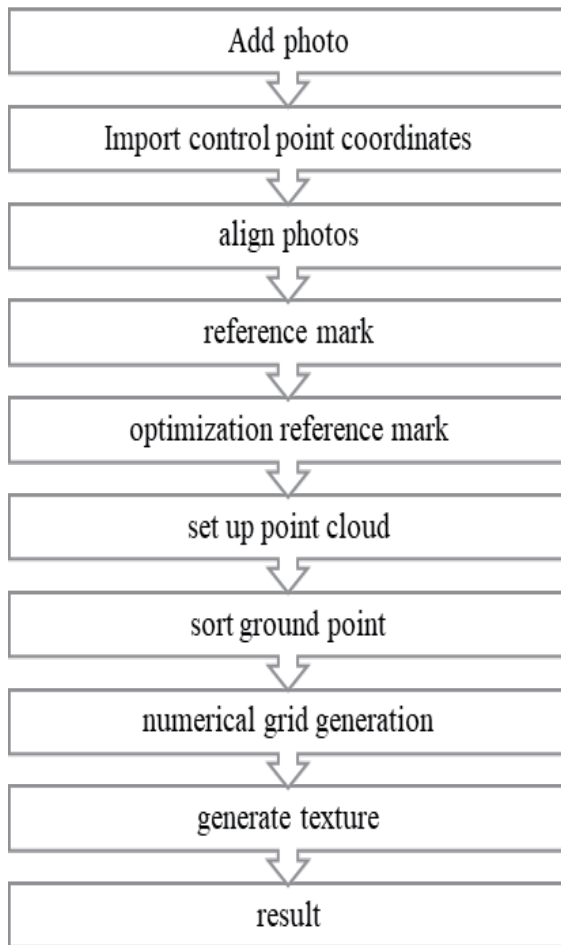 Add photo
Import control point coordinates
align photos
reference mark
optimization reference mark
set up point cloud
sort ground point
numerical grid generation
generate texture
result